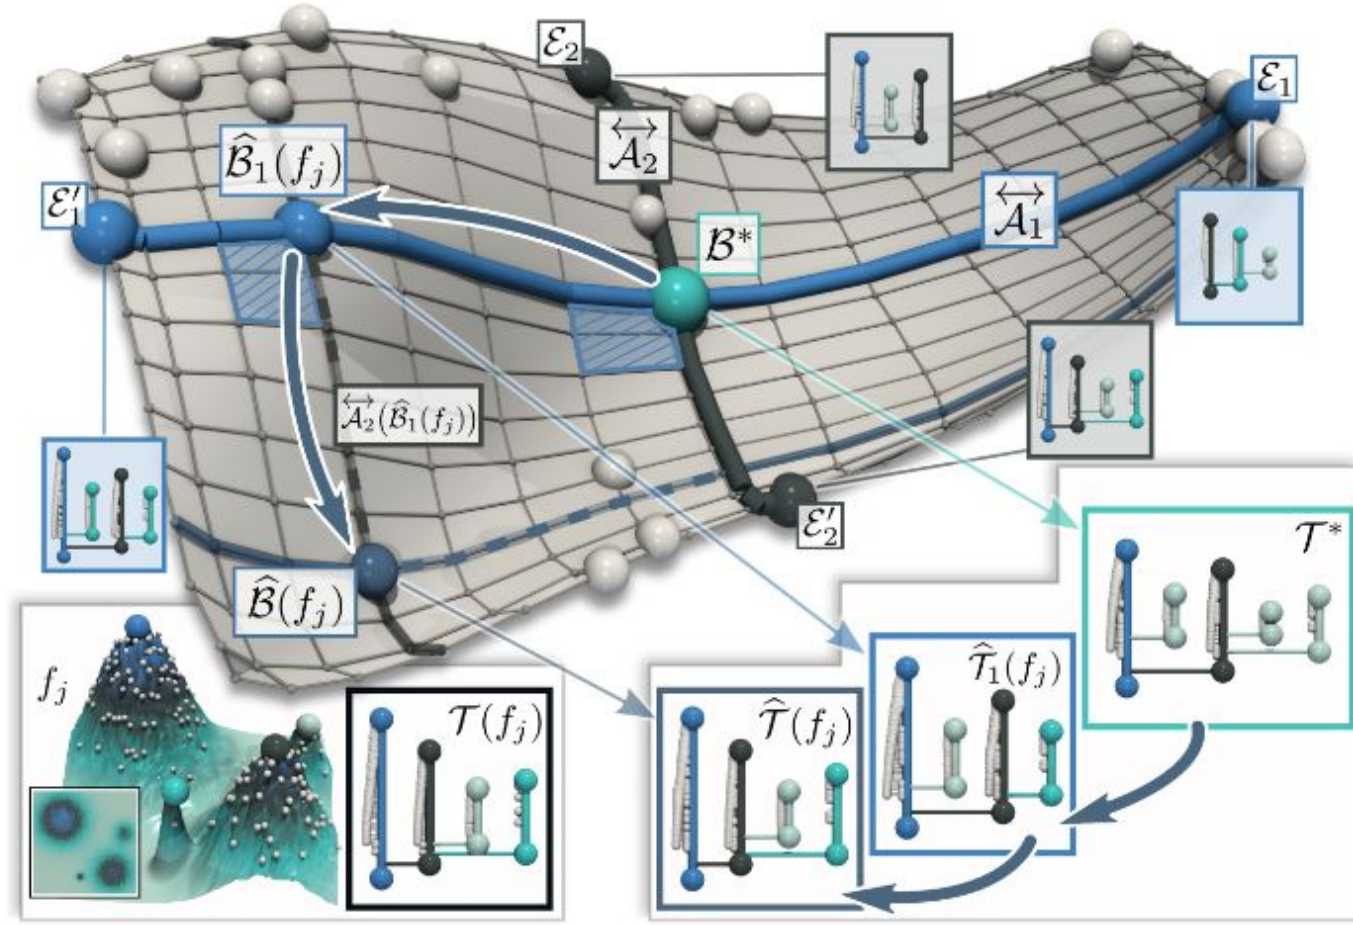 ℰ₂
ℰ₁
𝒜₂ (with ↔ above)
ℬ̂₁(fⱼ)
ℰ′₁
ℬ*
𝒜₁ (with ↔ above)
𝒜₂(ℬ̂₁(fⱼ)) (with ↔ above 𝒜₂)
ℰ′₂
ℬ̂(fⱼ)
𝒯*
𝒯̂₁(fⱼ)
fⱼ
𝒯(fⱼ)
𝒯̂(fⱼ)